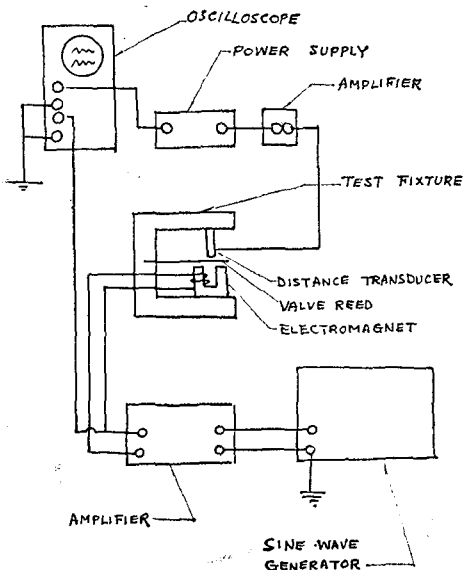 OSCILLOSCOPE
POWER SUPPLY
AMPLIFIER
TEST FIXTURE
DISTANCE TRANSDUCER
VALVE REED
ELECTROMAGNET
AMPLIFIER
SINE WAVE
GENERATOR